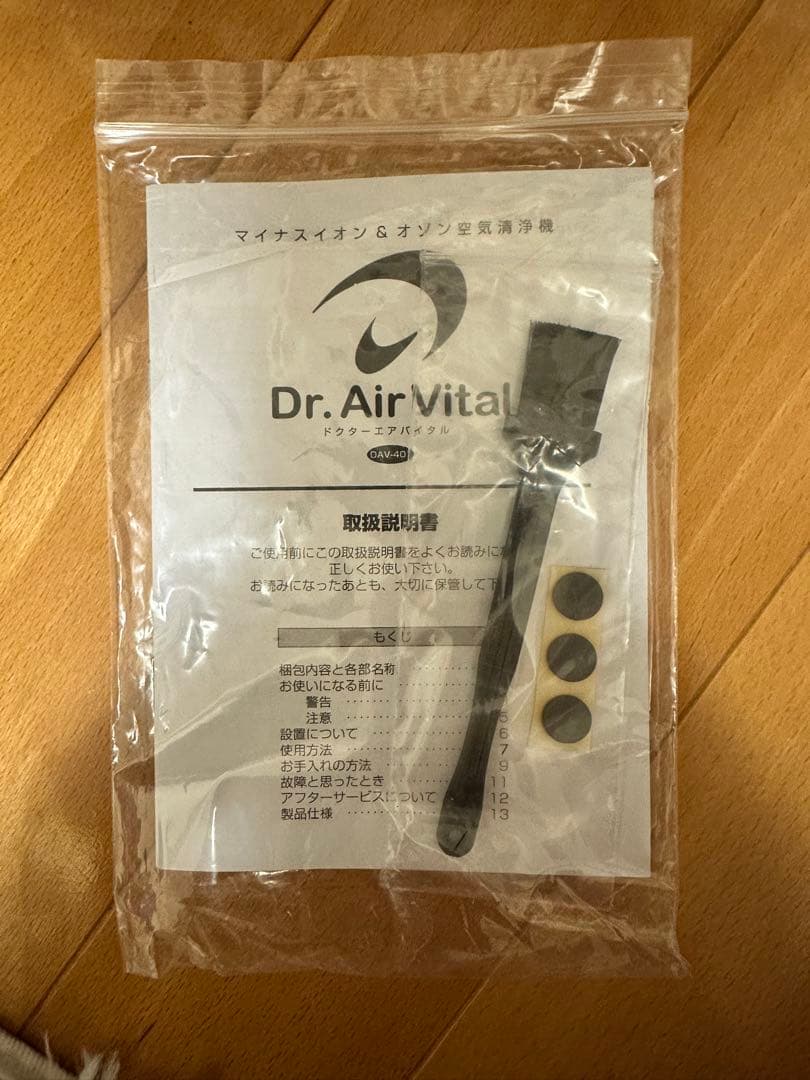 マイナスイオン＆オゾン空気清浄機
Dr. Air Vital
ドクターエアバイタル
DAV-40
取扱説明書
ご使用前にこの取扱説明書をよくお読みにな
正しくお使い下さい。
お読みになったあとも、大切に保管して下
もくじ
梱包内容と各部名称 ‥‥‥‥
お使いになる前に ‥‥‥‥
警告 ‥‥‥‥
注意 ‥‥‥‥ 5
設置について ‥‥‥‥ 6
使用方法 ‥‥‥‥ 7
お手入れの方法 ‥‥‥‥ 9
故障と思ったとき ‥‥‥‥ 11
アフターサービスについて ‥‥‥‥ 12
製品仕様 ‥‥‥‥ 13